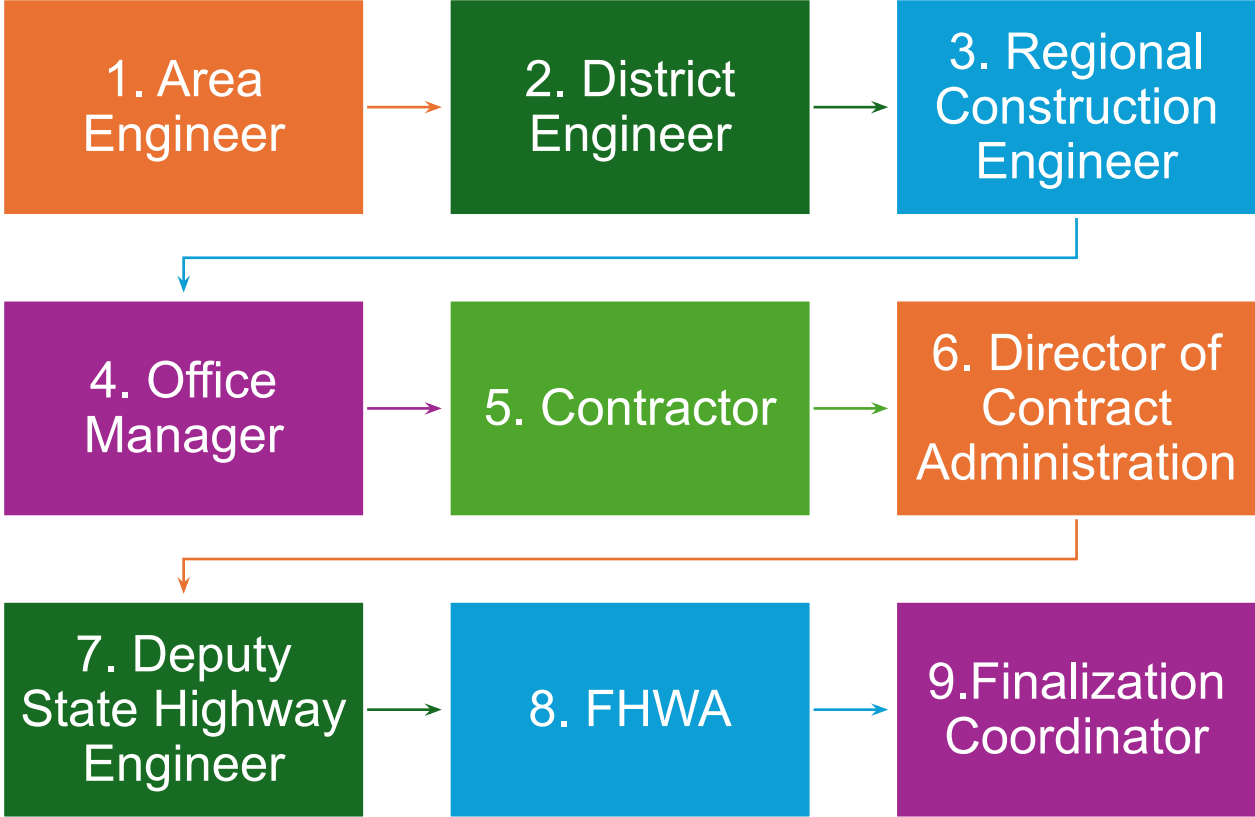 1. Area
Engineer
2. District
Engineer
3. Regional
Construction
Engineer
4. Office
Manager
5. Contractor
6. Director of
Contract
Administration
7. Deputy
State Highway
Engineer
8. FHWA
9.Finalization
Coordinator